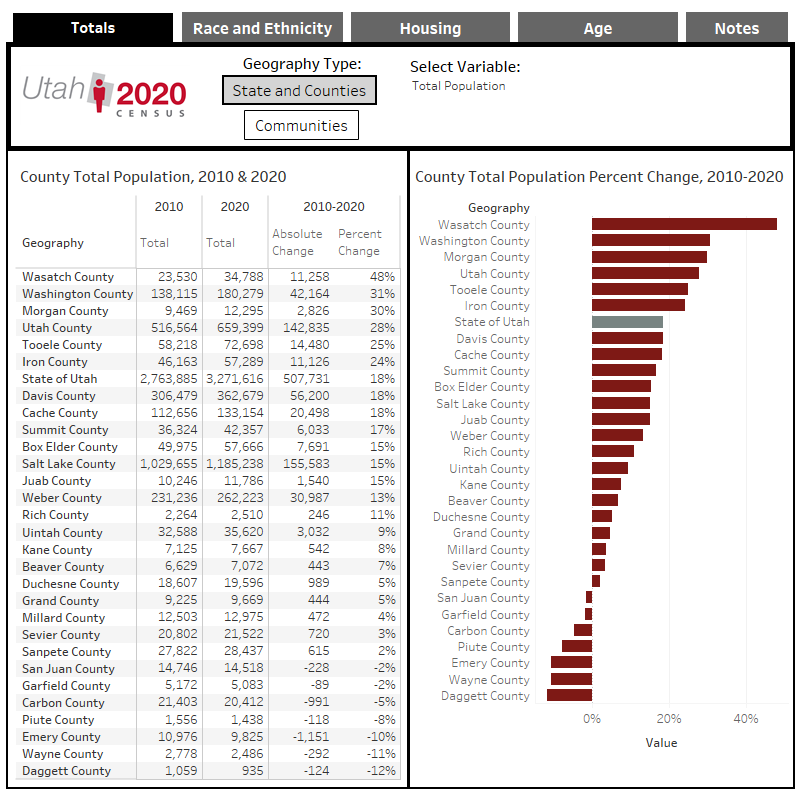 Totals
Race and Ethnicity
Housing
Age
Notes
Utah 2020
CENSUS
Geography Type:
State and Counties
Communities
Select Variable:
Total Population
County Total Population, 2010 & 2020
2010 2020 2010-2020
Geography Total Total Absolute Change Percent Change
Wasatch County 23,530 34,788 11,258 48%
Washington County 138,115 180,279 42,164 31%
Morgan County 9,469 12,295 2,826 30%
Utah County 516,564 659,399 142,835 28%
Tooele County 58,218 72,698 14,480 25%
Iron County 46,163 57,289 11,126 24%
State of Utah 2,763,885 3,271,616 507,731 18%
Davis County 306,479 362,679 56,200 18%
Cache County 112,656 133,154 20,498 18%
Summit County 36,324 42,357 6,033 17%
Box Elder County 49,975 57,666 7,691 15%
Salt Lake County 1,029,655 1,185,238 155,583 15%
Juab County 10,246 11,786 1,540 15%
Weber County 231,236 262,223 30,987 13%
Rich County 2,264 2,510 246 11%
Uintah County 32,588 35,620 3,032 9%
Kane County 7,125 7,667 542 8%
Beaver County 6,629 7,072 443 7%
Duchesne County 18,607 19,596 989 5%
Grand County 9,225 9,669 444 5%
Millard County 12,503 12,975 472 4%
Sevier County 20,802 21,522 720 3%
Sanpete County 27,822 28,437 615 2%
San Juan County 14,746 14,518 -228 -2%
Garfield County 5,172 5,083 -89 -2%
Carbon County 21,403 20,412 -991 -5%
Piute County 1,556 1,438 -118 -8%
Emery County 10,976 9,825 -1,151 -10%
Wayne County 2,778 2,486 -292 -11%
Daggett County 1,059 935 -124 -12%
County Total Population Percent Change, 2010-2020
Geography
Wasatch County
Washington County
Morgan County
Utah County
Tooele County
Iron County
State of Utah
Davis County
Cache County
Summit County
Box Elder County
Salt Lake County
Juab County
Weber County
Rich County
Uintah County
Kane County
Beaver County
Duchesne County
Grand County
Millard County
Sevier County
Sanpete County
San Juan County
Garfield County
Carbon County
Piute County
Emery County
Wayne County
Daggett County
0% 20% 40%
Value